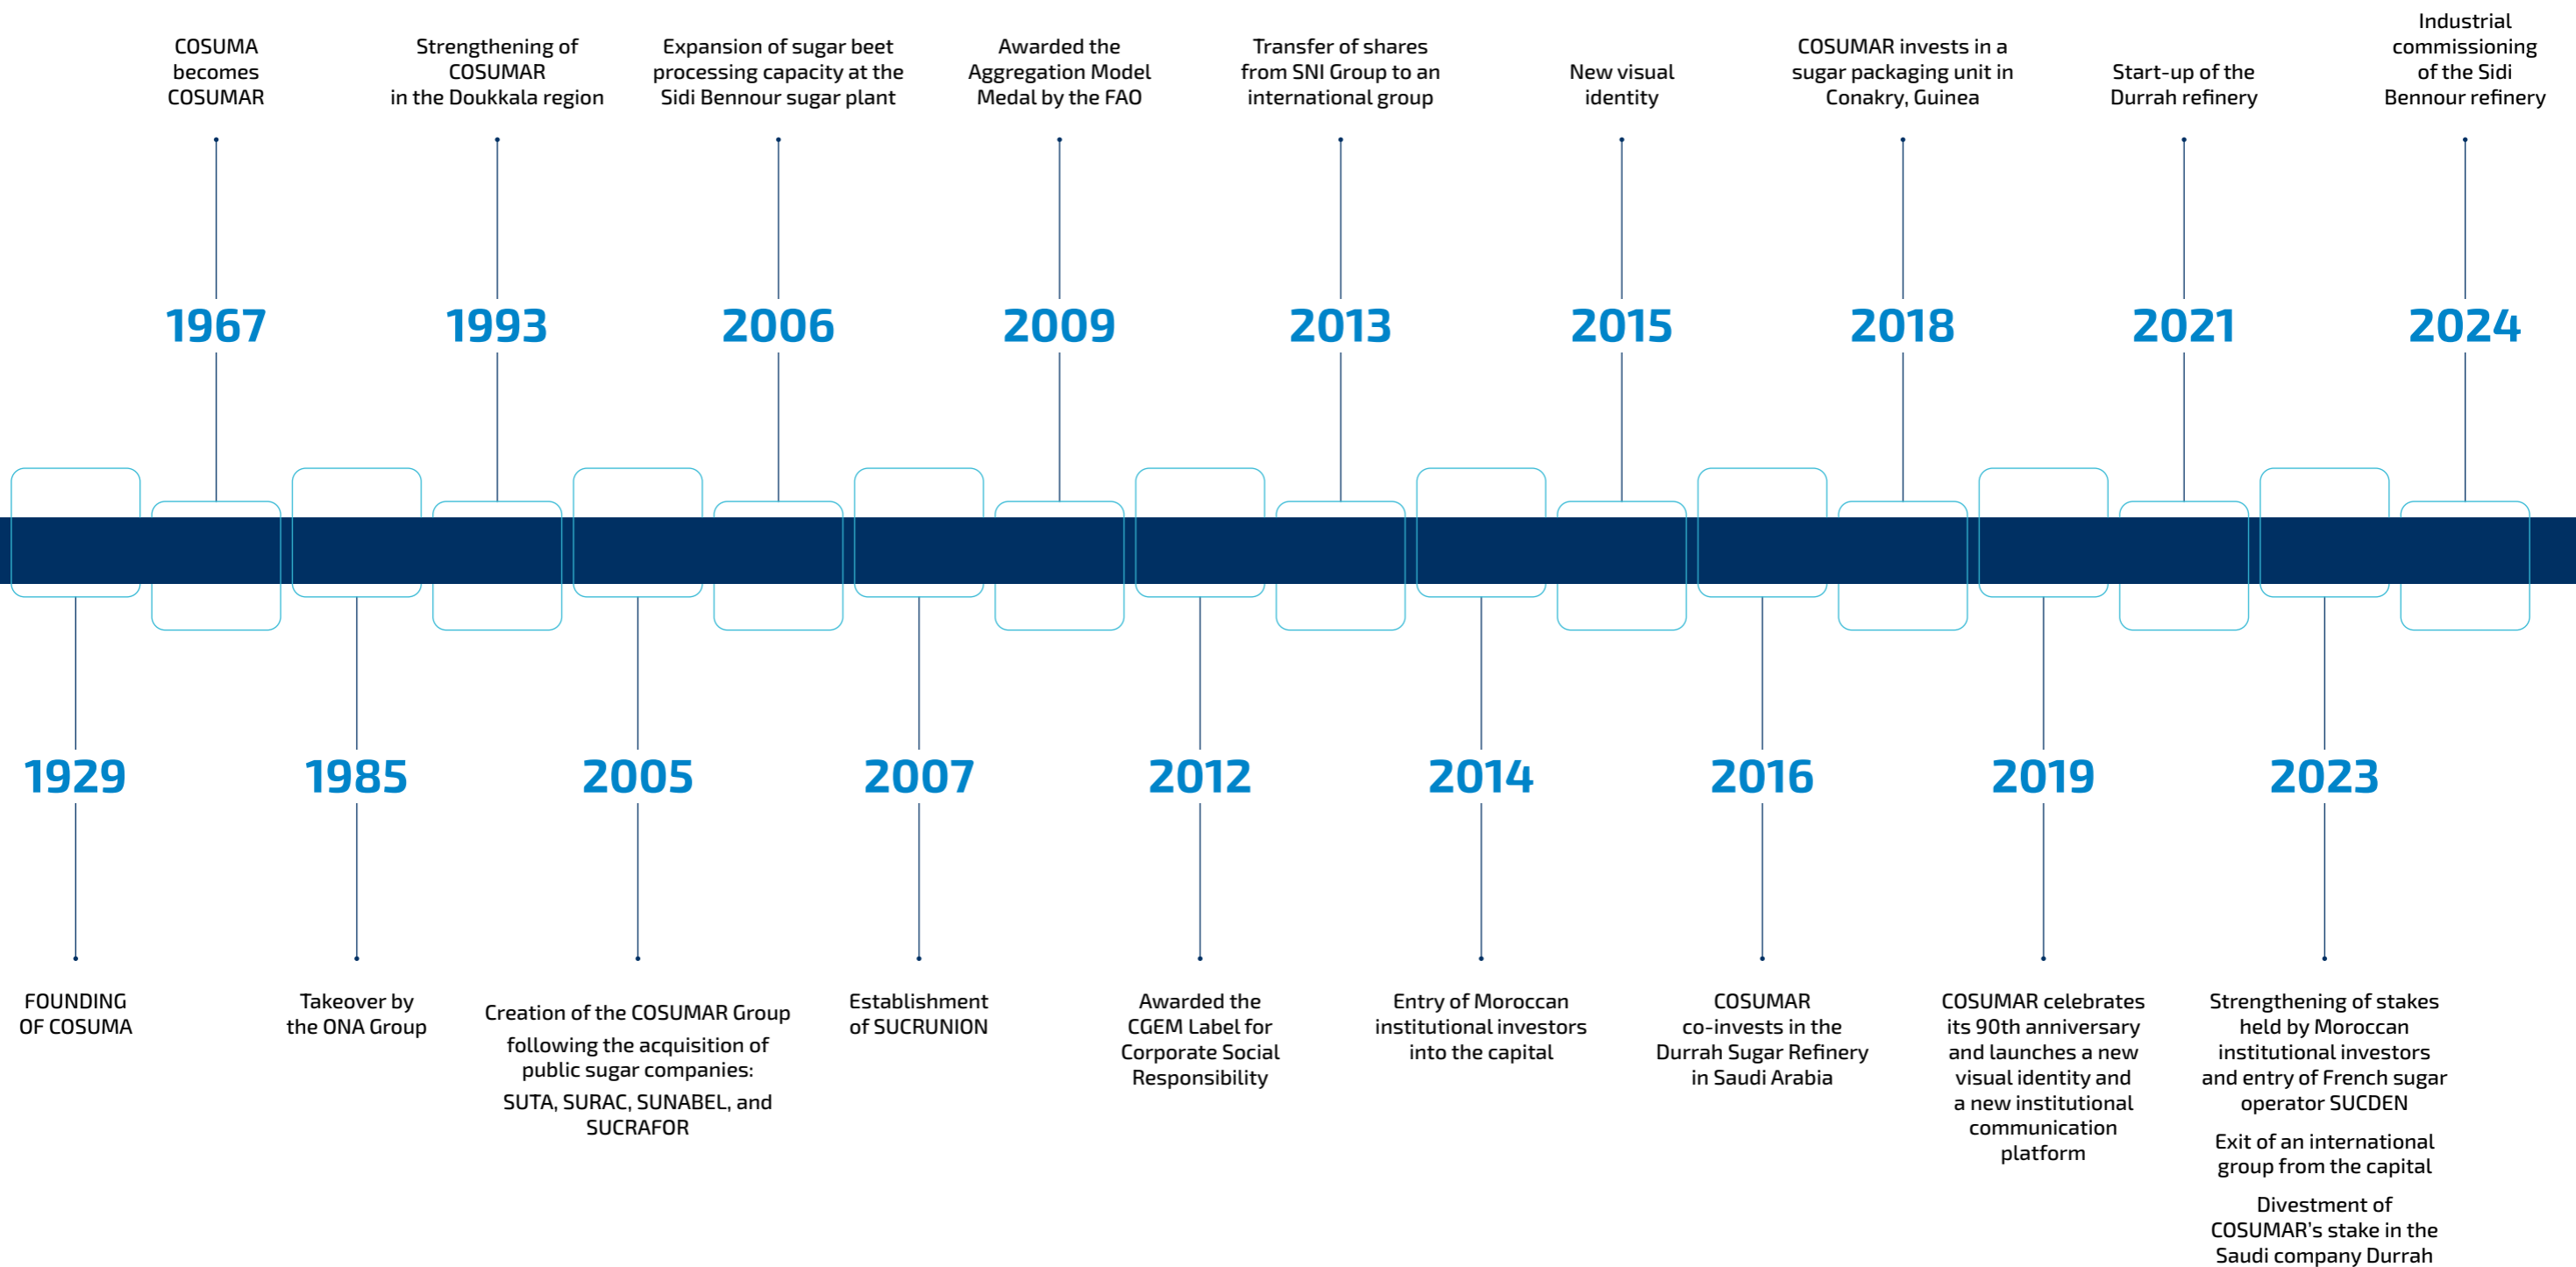 COSUMA
becomes
COSUMAR
Strengthening of
COSUMAR
in the Doukkala region
Expansion of sugar beet
processing capacity at the
Sidi Bennour sugar plant
Awarded the
Aggregation Model
Medal by the FAO
Transfer of shares
from SNI Group to an
international group
New visual
identity
COSUMAR invests in a
sugar packaging unit in
Conakry, Guinea
Start-up of the
Durrah refinery
Industrial
commissioning
of the Sidi
Bennour refinery
1967
1993
2006
2009
2013
2015
2018
2021
2024
1929
1985
2005
2007
2012
2014
2016
2019
2023
FOUNDING
OF COSUMA
Takeover by
the ONA Group
Creation of the COSUMAR Group
following the acquisition of
public sugar companies:
SUTA, SURAC, SUNABEL, and
SUCRAFOR
Establishment
of SUCRUNION
Awarded the
CGEM Label for
Corporate Social
Responsibility
Entry of Moroccan
institutional investors
into the capital
COSUMAR
co-invests in the
Durrah Sugar Refinery
in Saudi Arabia
COSUMAR celebrates
its 90th anniversary
and launches a new
visual identity and
a new institutional
communication
platform
Strengthening of stakes
held by Moroccan
institutional investors
and entry of French sugar
operator SUCDEN
Exit of an international
group from the capital
Divestment of
COSUMAR's stake in the
Saudi company Durrah